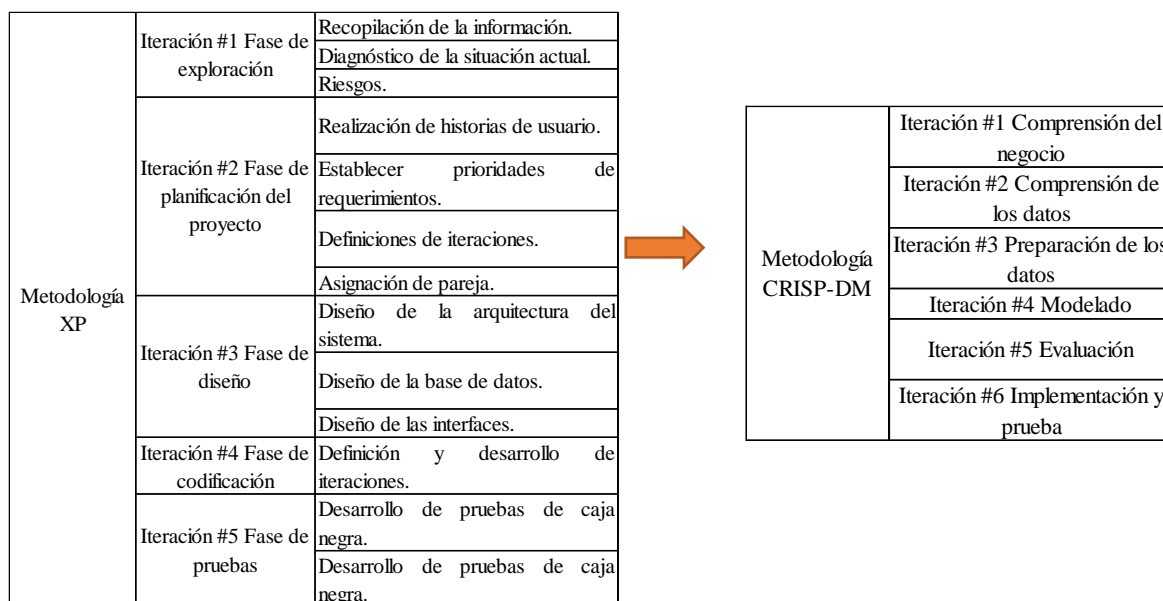 Metodología
XP
Iteración #1 Fase de
exploración
Recopilación de la información.
Diagnóstico de la situación actual.
Riesgos.
Iteración #2 Fase de
planificación del
proyecto
Realización de historias de usuario.
Establecer prioridades de
requerimientos.
Definiciones de iteraciones.
Asignación de pareja.
Iteración #3 Fase de
diseño
Diseño de la arquitectura del
sistema.
Diseño de la base de datos.
Diseño de las interfaces.
Iteración #4 Fase de
codificación
Definición y desarrollo de
iteraciones.
Iteración #5 Fase de
pruebas
Desarrollo de pruebas de caja
negra.
Desarrollo de pruebas de caja
negra.
Metodología
CRISP-DM
Iteración #1 Comprensión del
negocio
Iteración #2 Comprensión de
los datos
Iteración #3 Preparación de los
datos
Iteración #4 Modelado
Iteración #5 Evaluación
Iteración #6 Implementación y
prueba